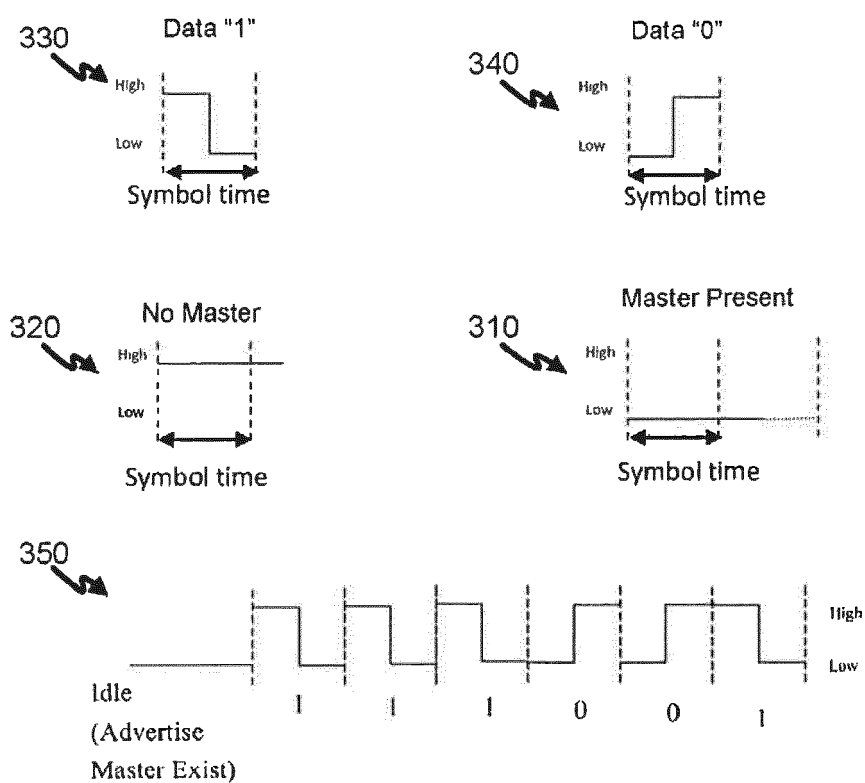 330
Data "1"
High
Low
Symbol time
340
Data "0"
High
Low
Symbol time
320
No Master
High
Low
Symbol time
310
Master Present
High
Low
Symbol time
350
High
Low
Idle
(Advertise
Master Exist)
1 1 1 0 0 1